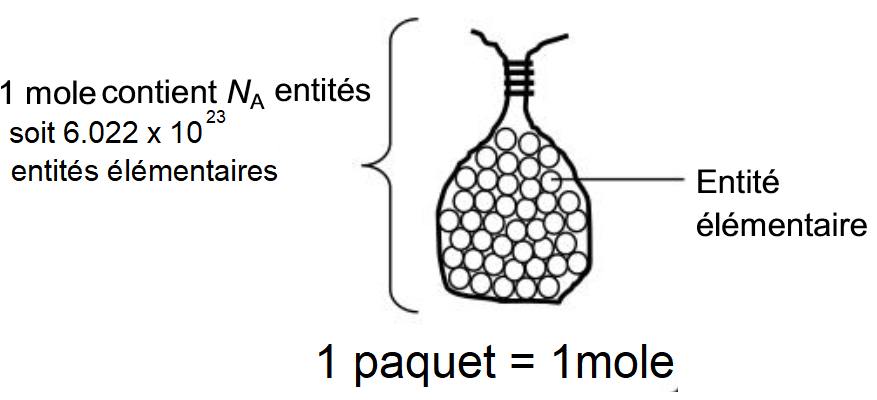 1 mole contient NA entités
soit 6.022 x 10²³
entités élémentaires
Entité
élémentaire
1 paquet = 1mole